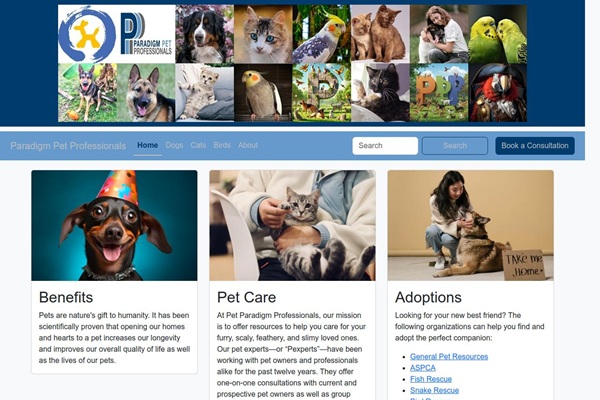 PARADIGM PET
PROFESSIONALS
Paradigm Pet Professionals
Home
Dogs
Cats
Birds
About
Search
Search
Book a Consultation
TAKE me
Home.
Benefits
Pets are nature's gift to humanity. It has been
scientifically proven that opening our homes
and hearts to a pet increases our longevity
and improves our overall quality of life as well
as the lives of our pets.
Pet Care
At Pet Paradigm Professionals, our mission
is to offer resources to help you care for your
furry, scaly, feathery, and slimy loved ones.
Our pet experts—or “Pexperts”—have been
working with pet owners and professionals
alike for the past twelve years. They offer
one-on-one consultations with current and
prospective pet owners as well as group
Adoptions
Looking for your new best friend? The
following organizations can help you find and
adopt the perfect companion:
General Pet Resources
ASPCA
Fish Rescue
Snake Rescue